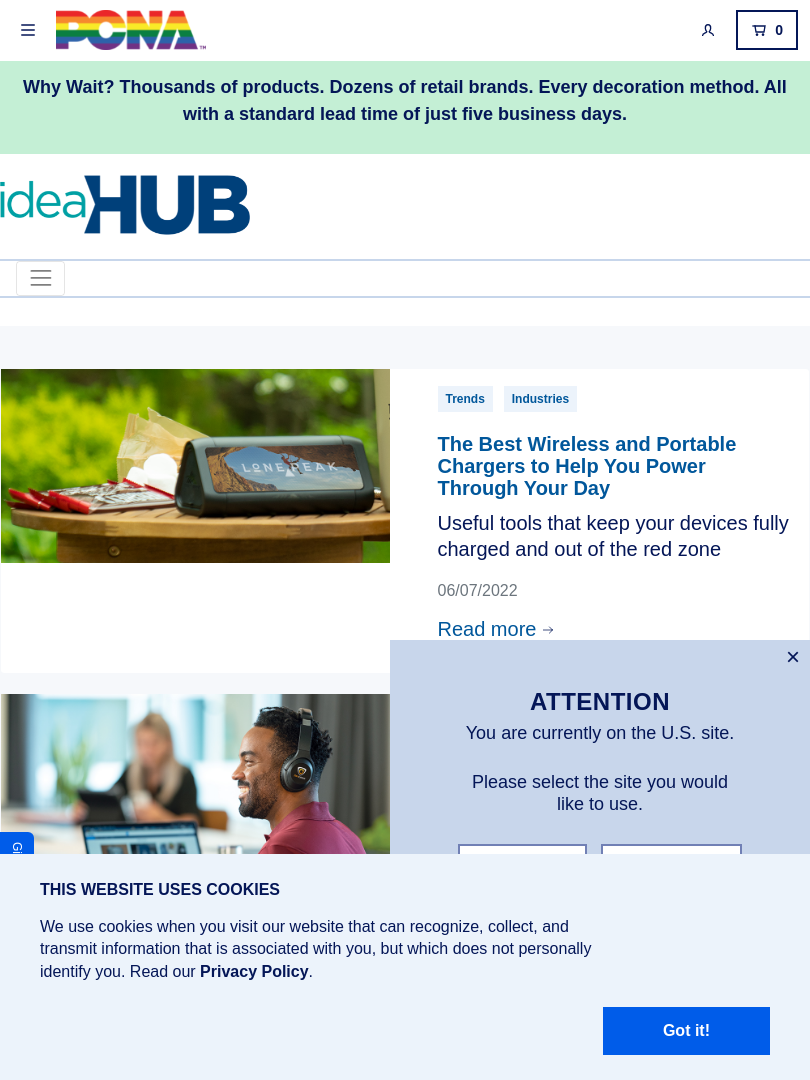 PCNA™
0
Why Wait? Thousands of products. Dozens of retail brands. Every decoration method. All
with a standard lead time of just five business days.
ideaHUB
Trends
Industries
The Best Wireless and Portable
Chargers to Help You Power
Through Your Day
LONE PEAK
Useful tools that keep your devices fully
charged and out of the red zone
06/07/2022
Read more →
×
ATTENTION
You are currently on the U.S. site.
Please select the site you would
like to use.
THIS WEBSITE USES COOKIES
We use cookies when you visit our website that can recognize, collect, and
transmit information that is associated with you, but which does not personally
identify you. Read our Privacy Policy.
Got it!